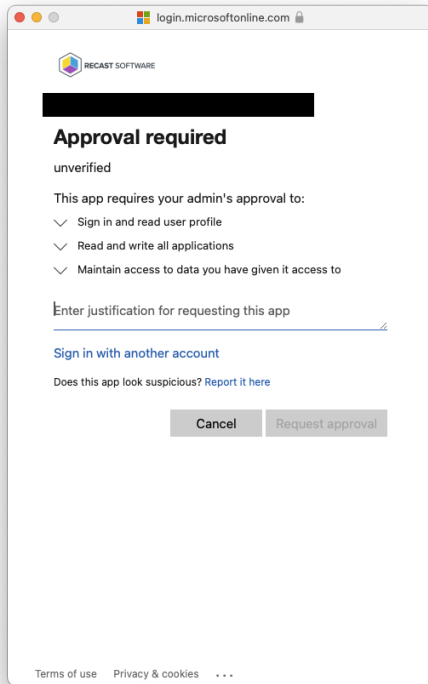 login.microsoftonline.com
RECAST SOFTWARE
Approval required
unverified
This app requires your admin's approval to:
Sign in and read user profile
Read and write all applications
Maintain access to data you have given it access to
Enter justification for requesting this app
Sign in with another account
Does this app look suspicious? Report it here
Cancel Request approval
Terms of use Privacy & cookies ...